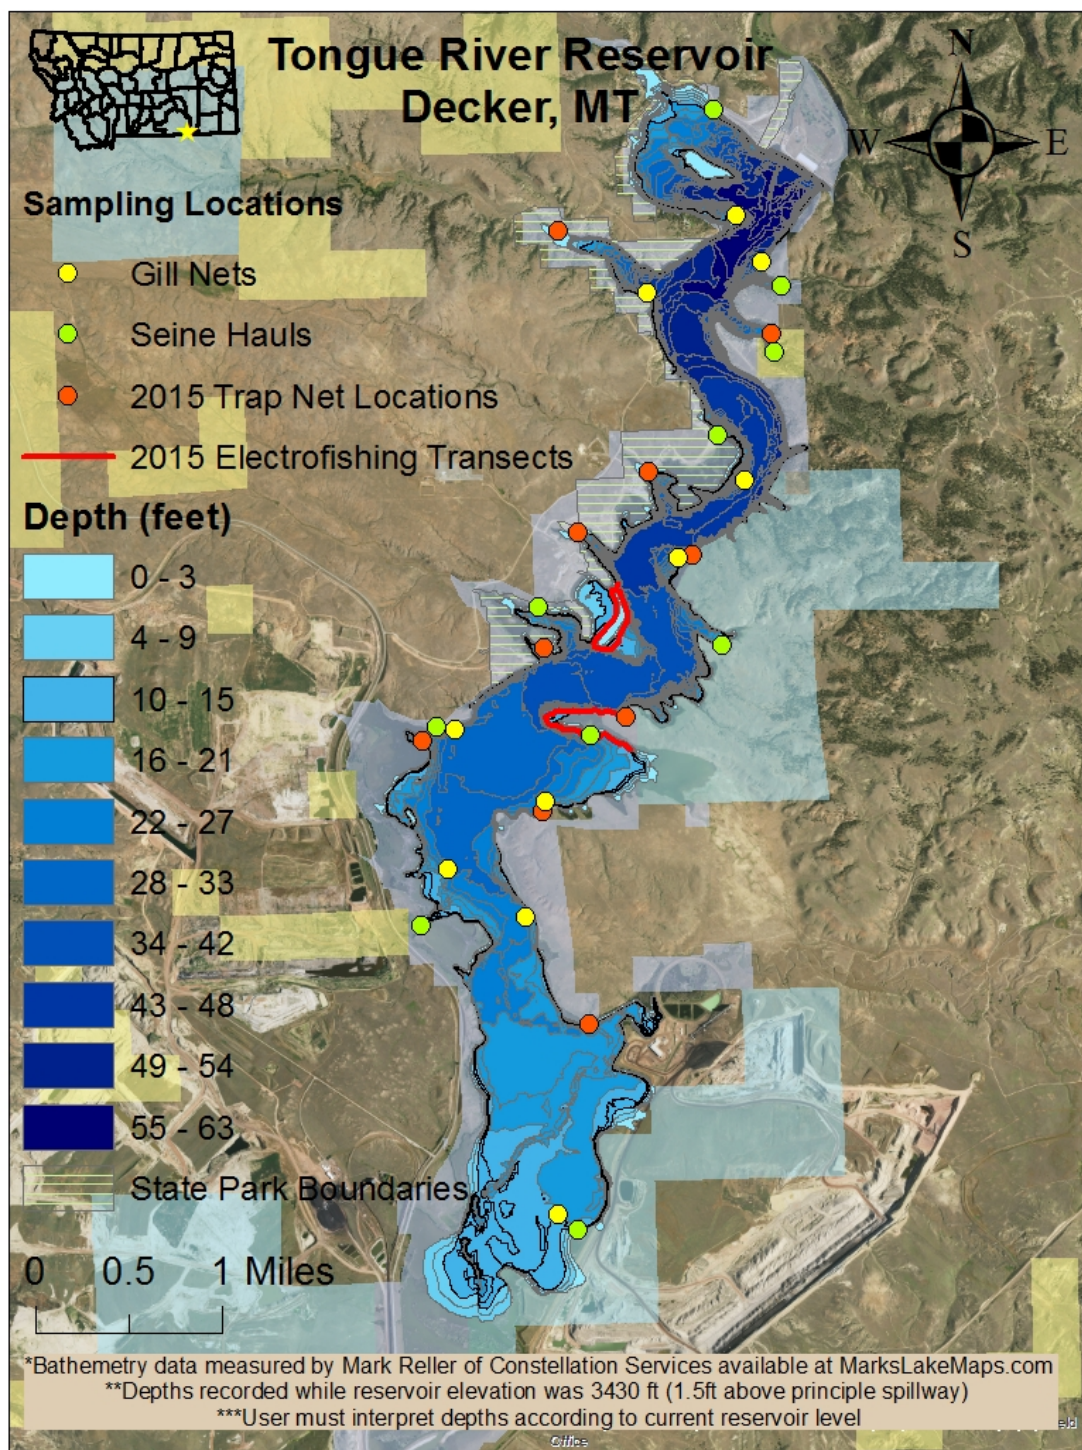 Tongue River Reservoir
Decker, MT
N
W
E
S
Sampling Locations
Gill Nets
Seine Hauls
2015 Trap Net Locations
2015 Electrofishing Transects
Depth (feet)
0 - 3
4 - 9
10 - 15
16 - 21
22 - 27
28 - 33
34 - 42
43 - 48
49 - 54
55 - 63
State Park Boundaries
0 0.5 1 Miles
*Bathemetry data measured by Mark Reller of Constellation Services available at MarksLakeMaps.com
**Depths recorded while reservoir elevation was 3430 ft (1.5ft above principle spillway)
***User must interpret depths according to current reservoir level
Office